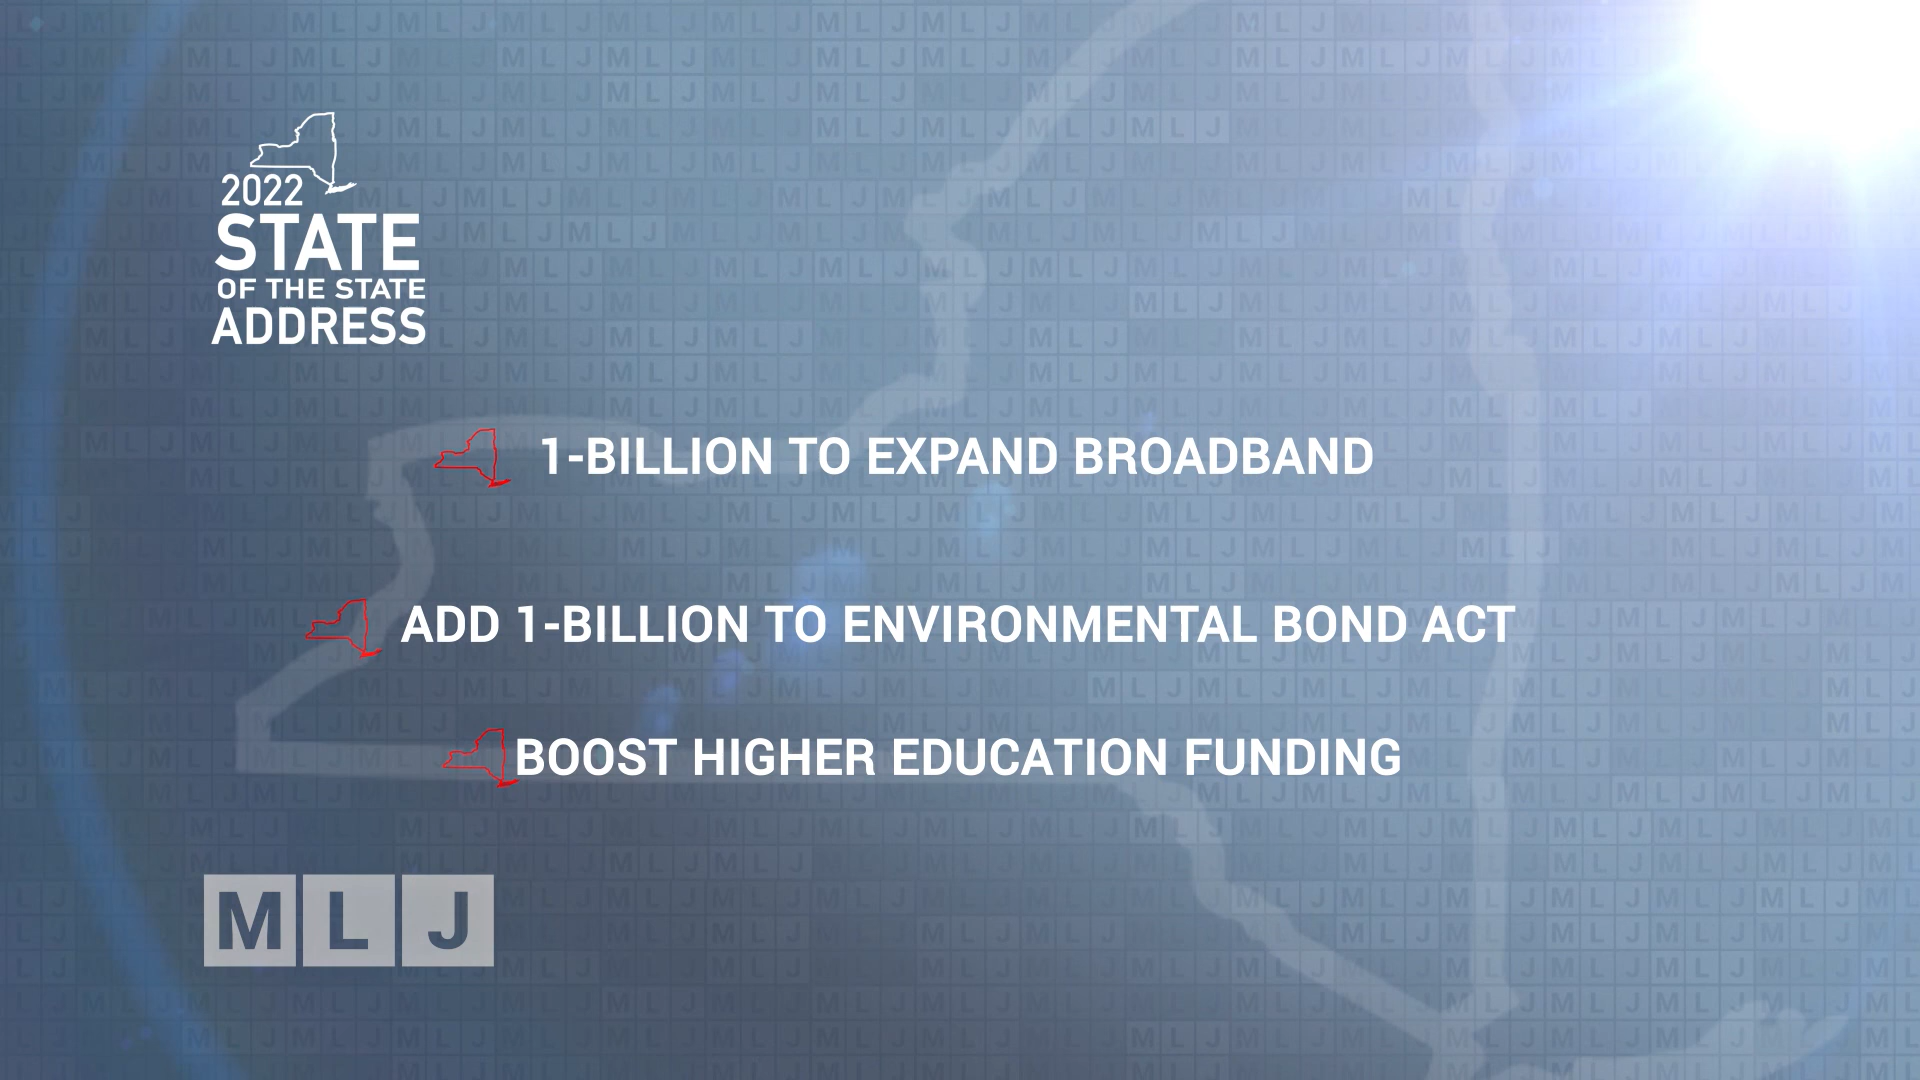 2022
STATE
OF THE STATE
ADDRESS
1-BILLION TO EXPAND BROADBAND
ADD 1-BILLION TO ENVIRONMENTAL BOND ACT
BOOST HIGHER EDUCATION FUNDING
MLJ